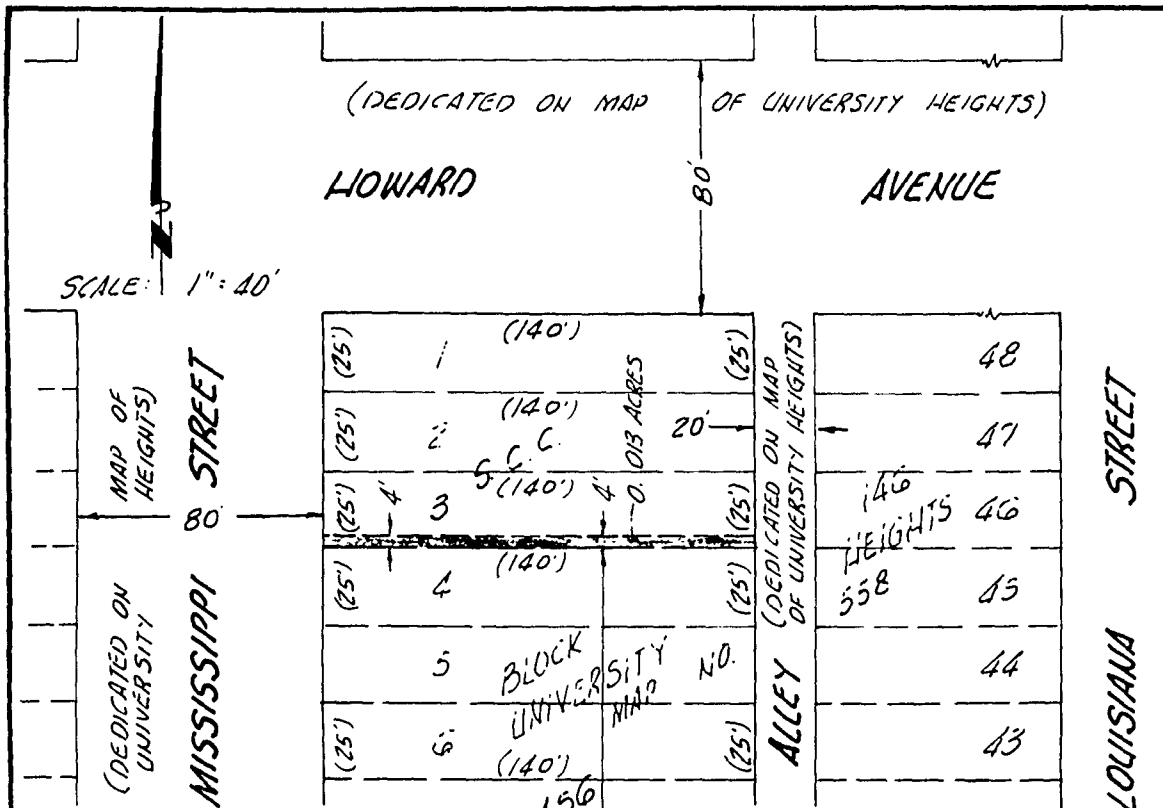 (DEDICATED ON MAP OF UNIVERSITY HEIGHTS)
HOWARD AVENUE
80'
N
SCALE: 1": 40'
MAP OF HEIGHTS)
(DEDICATED ON UNIVERSITY
MISSISSIPPI STREET
80'
(25') 1 (140') (25')
(25') 2 (140')
S.C.C.
(25') 3 (140') (25')
4' 4'
0.013 ACRES
20'
(25') 4 (140') (25')
5
(25') 6 (140') (25')
BLOCK 146
UNIVERSITY HEIGHTS
MAP NO. 558
156
ALLEY (DEDICATED ON MAP OF UNIVERSITY HEIGHTS)
48
47
46
45
44
43
LOUISIANA STREET